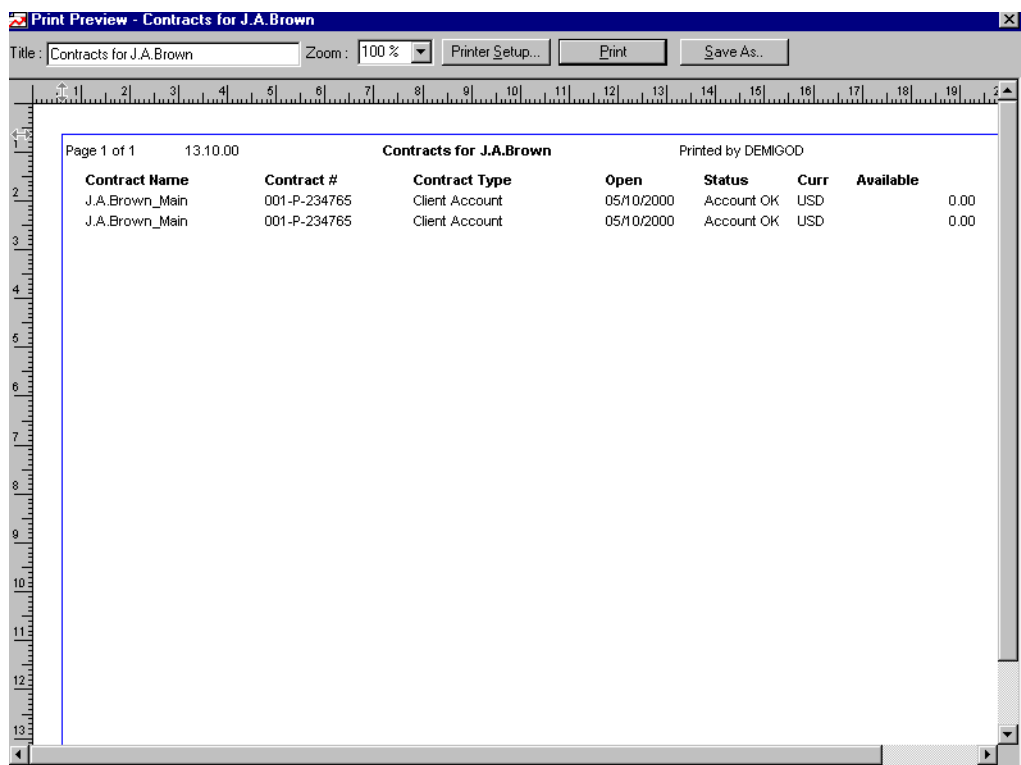 Print Preview - Contracts for J.A.Brown
Title : Contracts for J.A.Brown Zoom : 100 % Printer Setup... Print Save As..
1 2 3 4 5 6 7 8 9 10 11 12 13 14 15 16 17 18 19
Page 1 of 1 13.10.00 Contracts for J.A.Brown Printed by DEMIGOD
Contract Name Contract # Contract Type Open Status Curr Available
J.A.Brown_Main 001-P-234765 Client Account 05/10/2000 Account OK USD 0.00
J.A.Brown_Main 001-P-234765 Client Account 05/10/2000 Account OK USD 0.00
1
2
3
4
5
6
7
8
9
10
11
12
13